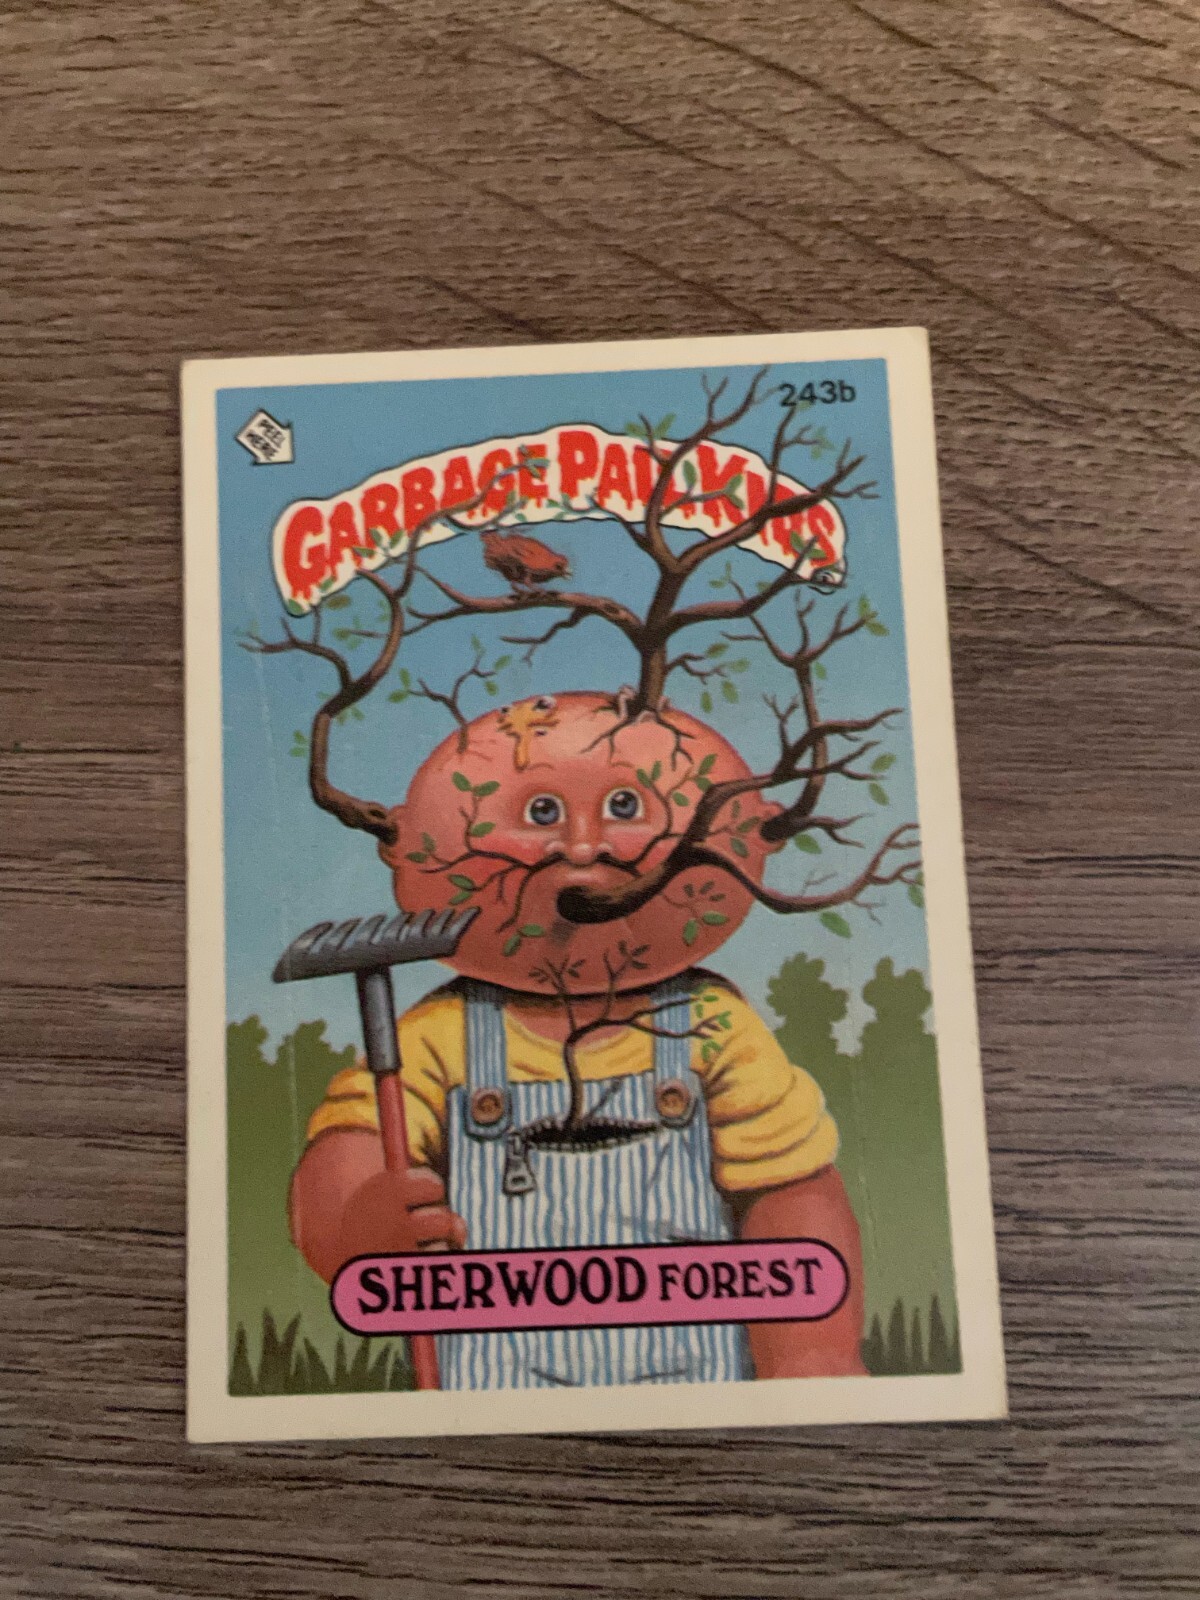 243b
PEEL
HERE
GARBAGE PAIL KIDS
SHERWOOD FOREST